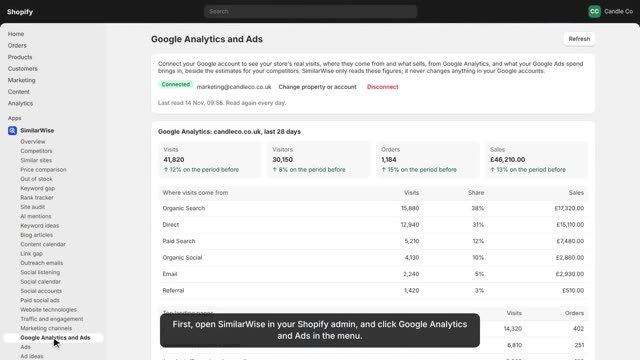 Shopify
Search
CC
Candle Co
Home
Orders
Products
Customers
Marketing
Content
Analytics
Apps
SimilarWise
Overview
Competitors
Similar sites
Price comparison
Out of stock
Keyword gap
Rank tracker
Site audit
AI mentions
Keyword ideas
Blog articles
Content calendar
Link gap
Outreach emails
Social listening
Social calendar
Social accounts
Paid social ads
Website technologies
Traffic and engagement
Marketing channels
Google Analytics and Ads
Ads
Ad ideas
Google Analytics and Ads
Refresh
Connect your Google account to see your store's real visits, where they come from and what sells, from Google Analytics, and what your Google Ads spend
brings in, beside the estimates for your competitors. SimilarWise only reads these figures; it never changes anything in your Google accounts.
Connected marketing@candleco.co.uk Change property or account Disconnect
Last read 14 Nov, 09:58. Read again every day.
Google Analytics: candleco.co.uk, last 28 days
Visits
41,820
↑ 12% on the period before
Visitors
30,150
↑ 8% on the period before
Orders
1,184
↑ 15% on the period before
Sales
£46,210.00
↑ 13% on the period before
Where visits come from Visits Share Sales
Organic Search 15,880 38% £17,320.00
Direct 12,940 31% £15,110.00
Paid Search 5,210 12% £7,480.00
Organic Social 4,130 10% £2,860.00
Email 2,240 5% £2,930.00
Referral 1,420 3% £510.00
Visits Orders
14,320 402
6,810 251
First, open SimilarWise in your Shopify admin, and click Google Analytics
and Ads in the menu.